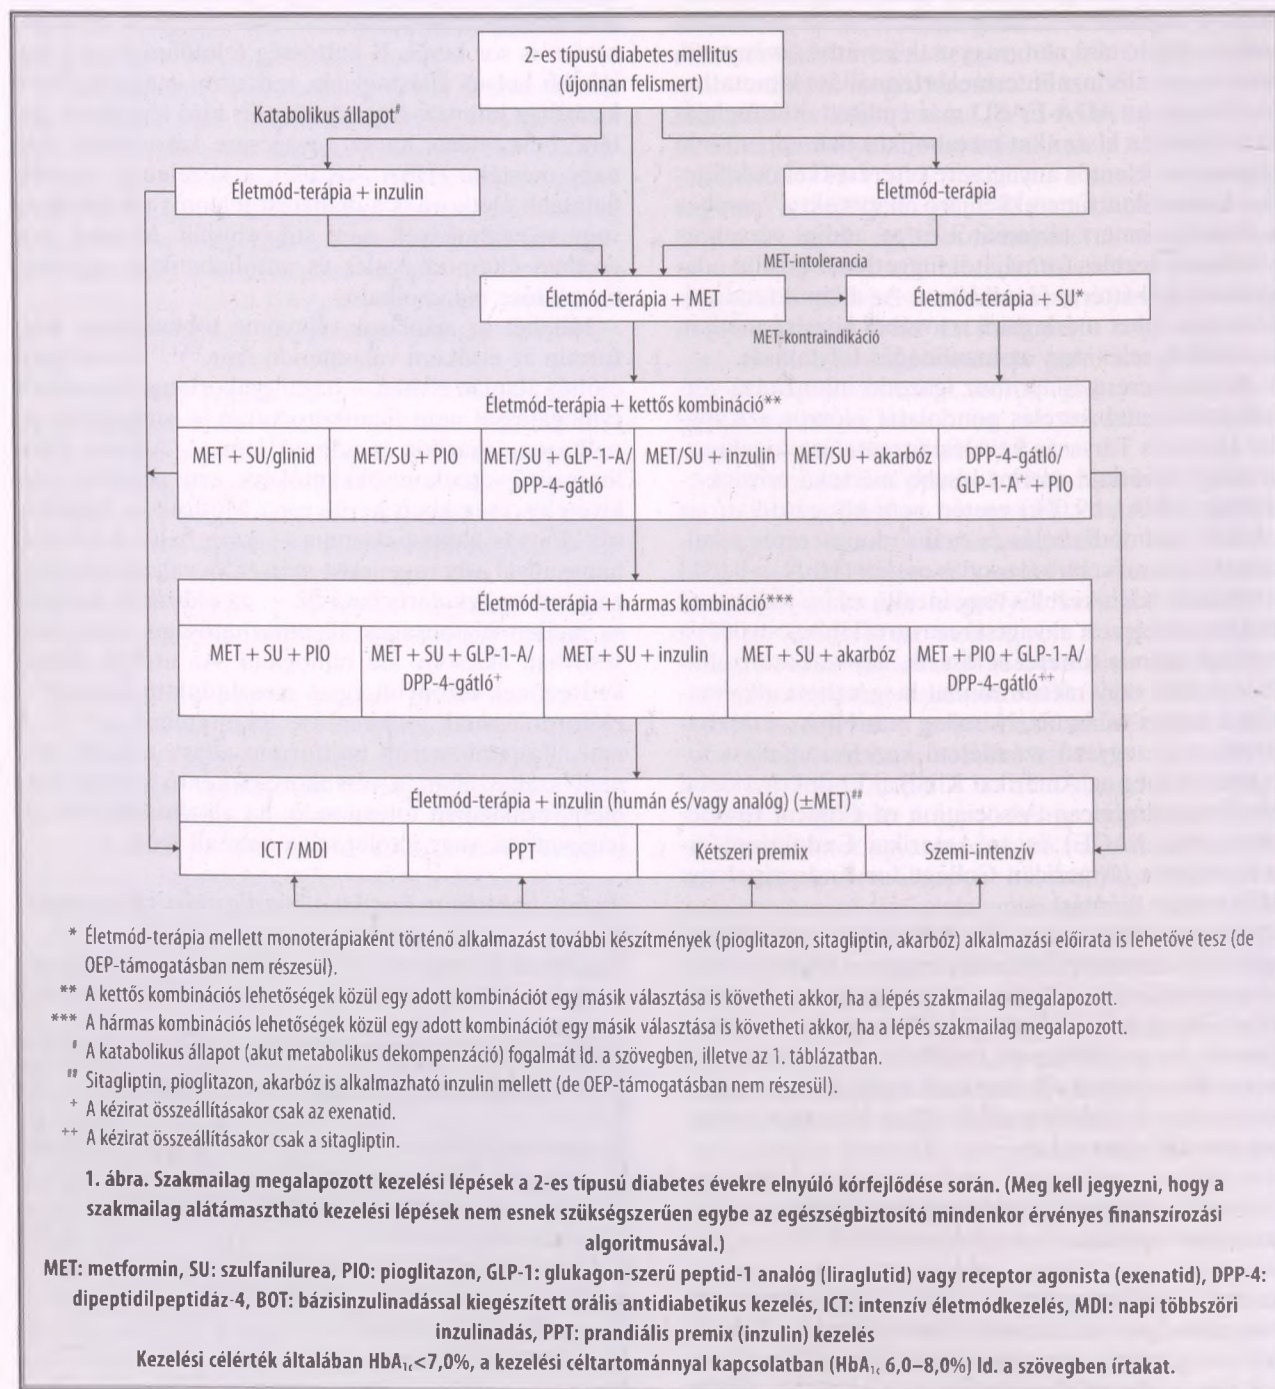 2-es típusú diabetes mellitus
(újonnan felismert)
Katabolikus állapot#
Életmód-terápia + inzulin
Életmód-terápia
MET-intolerancia
Életmód-terápia + MET
Életmód-terápia + SU*
MET-kontraindikáció
Életmód-terápia + kettős kombináció**
MET + SU/glinid
MET/SU + PIO
MET/SU + GLP-1-A/
DPP-4-gátló
MET/SU + inzulin
MET/SU + akarbóz
DPP-4-gátló/
GLP-1-A++ + PIO
Életmód-terápia + hármas kombináció***
MET + SU + PIO
MET + SU + GLP-1-A/
DPP-4-gátló+
MET + SU + inzulin
MET + SU + akarbóz
MET + PIO + GLP-1-A/
DPP-4-gátló++
Életmód-terápia + inzulin (humán és/vagy analóg) (±MET)##
ICT / MDI
PPT
Kétszeri premix
Szemi-intenzív
* Életmód-terápia mellett monoterápiaként történő alkalmazást további készítmények (pioglitazon, sitagliptin, akarbóz) alkalmazási előirata is lehetővé tesz (de
OEP-támogatásban nem részesül).
** A kettős kombinációs lehetőségek közül egy adott kombinációt egy másik választása is követheti akkor, ha a lépés szakmailag megalapozott.
*** A hármas kombinációs lehetőségek közül egy adott kombinációt egy másik választása is követheti akkor, ha a lépés szakmailag megalapozott.
# A katabolikus állapot (akut metabolikus dekompenzáció) fogalmát ld. a szövegben, illetve az 1. táblázatban.
## Sitagliptin, pioglitazon, akarbóz is alkalmazható inzulin mellett (de OEP-támogatásban nem részesül).
+ A kézirat összeállításakor csak az exenatid.
++ A kézirat összeállításakor csak a sitagliptin.
1. ábra. Szakmailag megalapozott kezelési lépések a 2-es típusú diabetes évekre elnyúló kórfejlődése során. (Meg kell jegyezni, hogy a
szakmailag alátámasztható kezelési lépések nem esnek szükségszerűen egybe az egészségbiztosító mindenkor érvényes finanszírozási
algoritmusával.)
MET: metformin, SU: szulfanilurea, PIO: pioglitazon, GLP-1: glukagon-szerű peptid-1 analóg (liraglutid) vagy receptor agonista (exenatid), DPP-4:
dipeptidilpeptidáz-4, BOT: bázisinzulinadással kiegészített orális antidiabetikus kezelés, ICT: intenzív életmódkezelés, MDI: napi többszöri
inzulinadás, PPT: prandiális premix (inzulin) kezelés
Kezelési célérték általában HbA1c<7,0%, a kezelési céltartománnyal kapcsolatban (HbA1c 6,0–8,0%) ld. a szövegben írtakat.